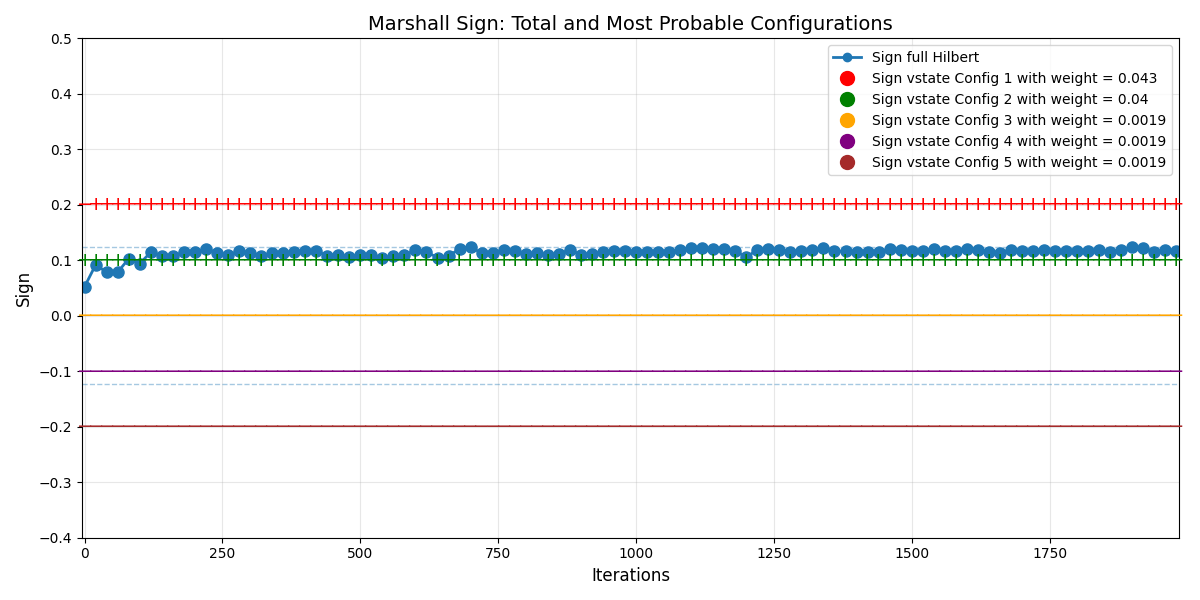 Marshall Sign: Total and Most Probable Configurations
Sign full Hilbert
Sign vstate Config 1 with weight = 0.043
Sign vstate Config 2 with weight = 0.04
Sign vstate Config 3 with weight = 0.0019
Sign vstate Config 4 with weight = 0.0019
Sign vstate Config 5 with weight = 0.0019
Sign
0.5
0.4
0.3
0.2
0.1
0.0
−0.1
−0.2
−0.3
−0.4
0 250 500 750 1000 1250 1500 1750
Iterations